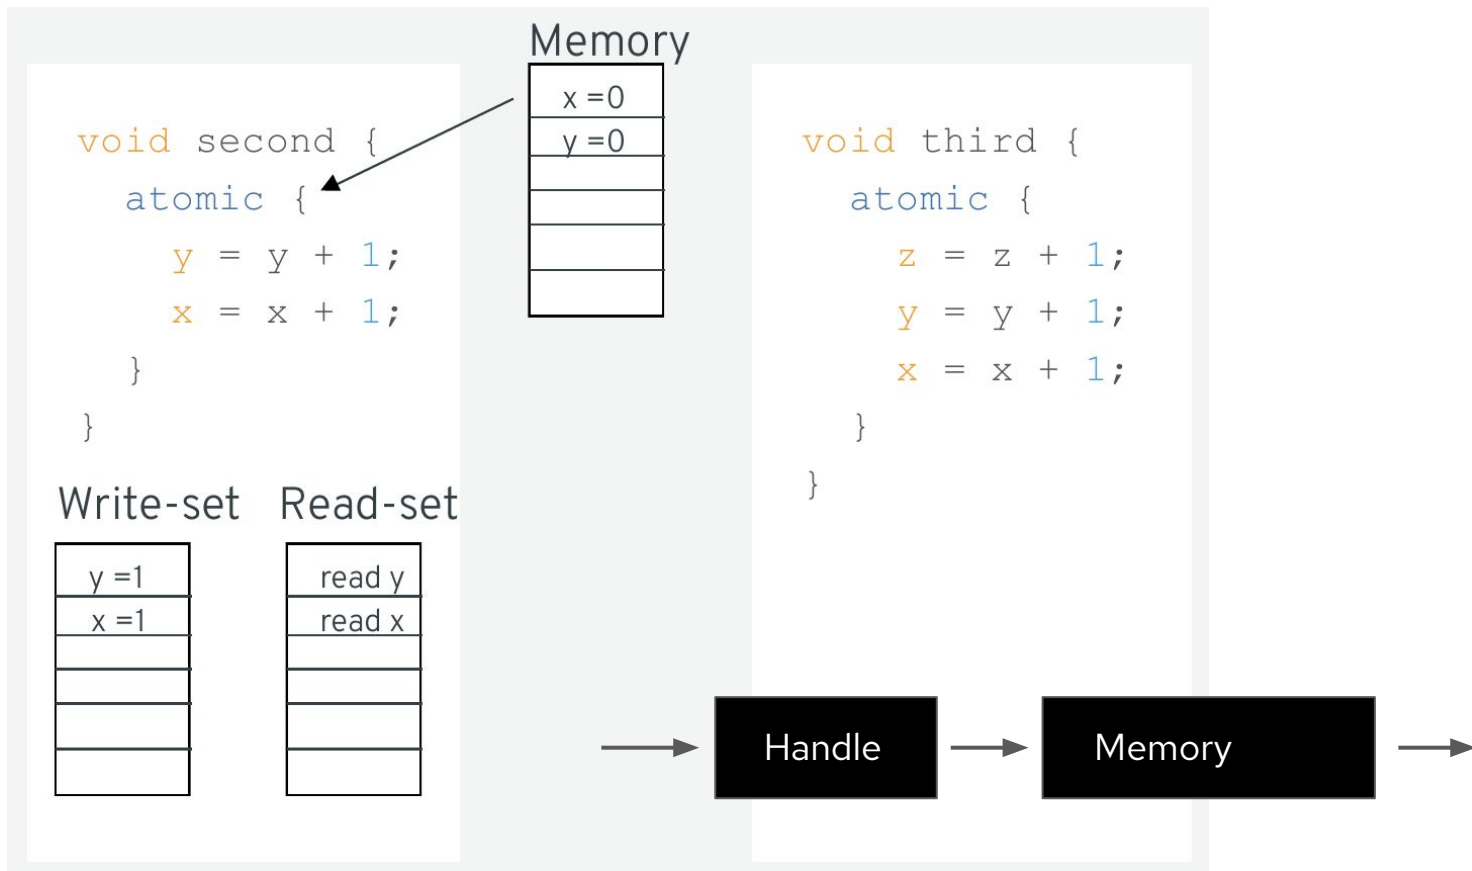 Memory
x =0
y =0
void second {
atomic {
y = y + 1;
x = x + 1;
}
}
Write-set
y =1
x =1
Read-set
read y
read x
void third {
atomic {
z = z + 1;
y = y + 1;
x = x + 1;
}
}
Handle
Memory